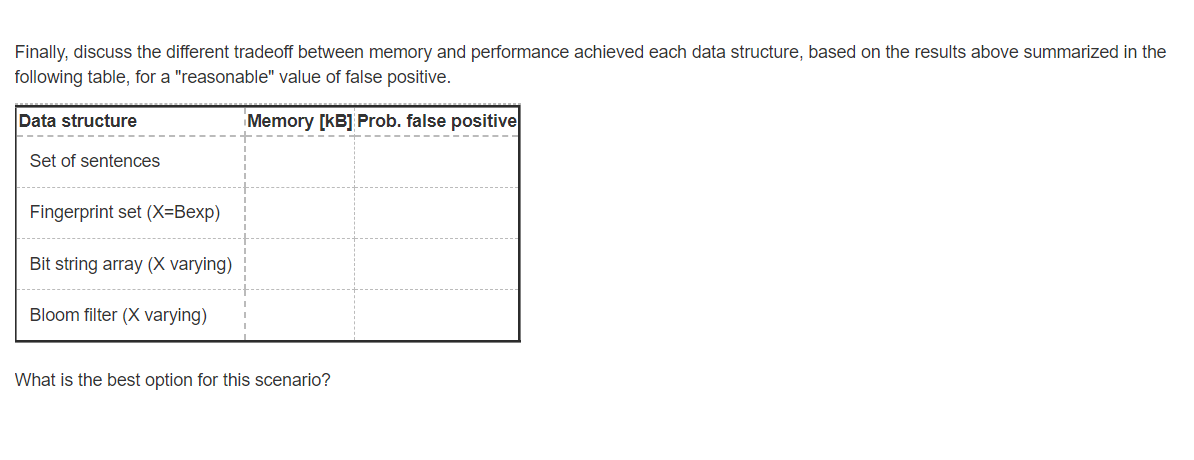 Finally, discuss the different tradeoff between memory and performance achieved each data structure, based on the results above summarized in the
following table, for a "reasonable" value of false positive.
Data structure Memory [kB] Prob. false positive
Set of sentences
Fingerprint set (X=Bexp)
Bit string array (X varying)
Bloom filter (X varying)
What is the best option for this scenario?